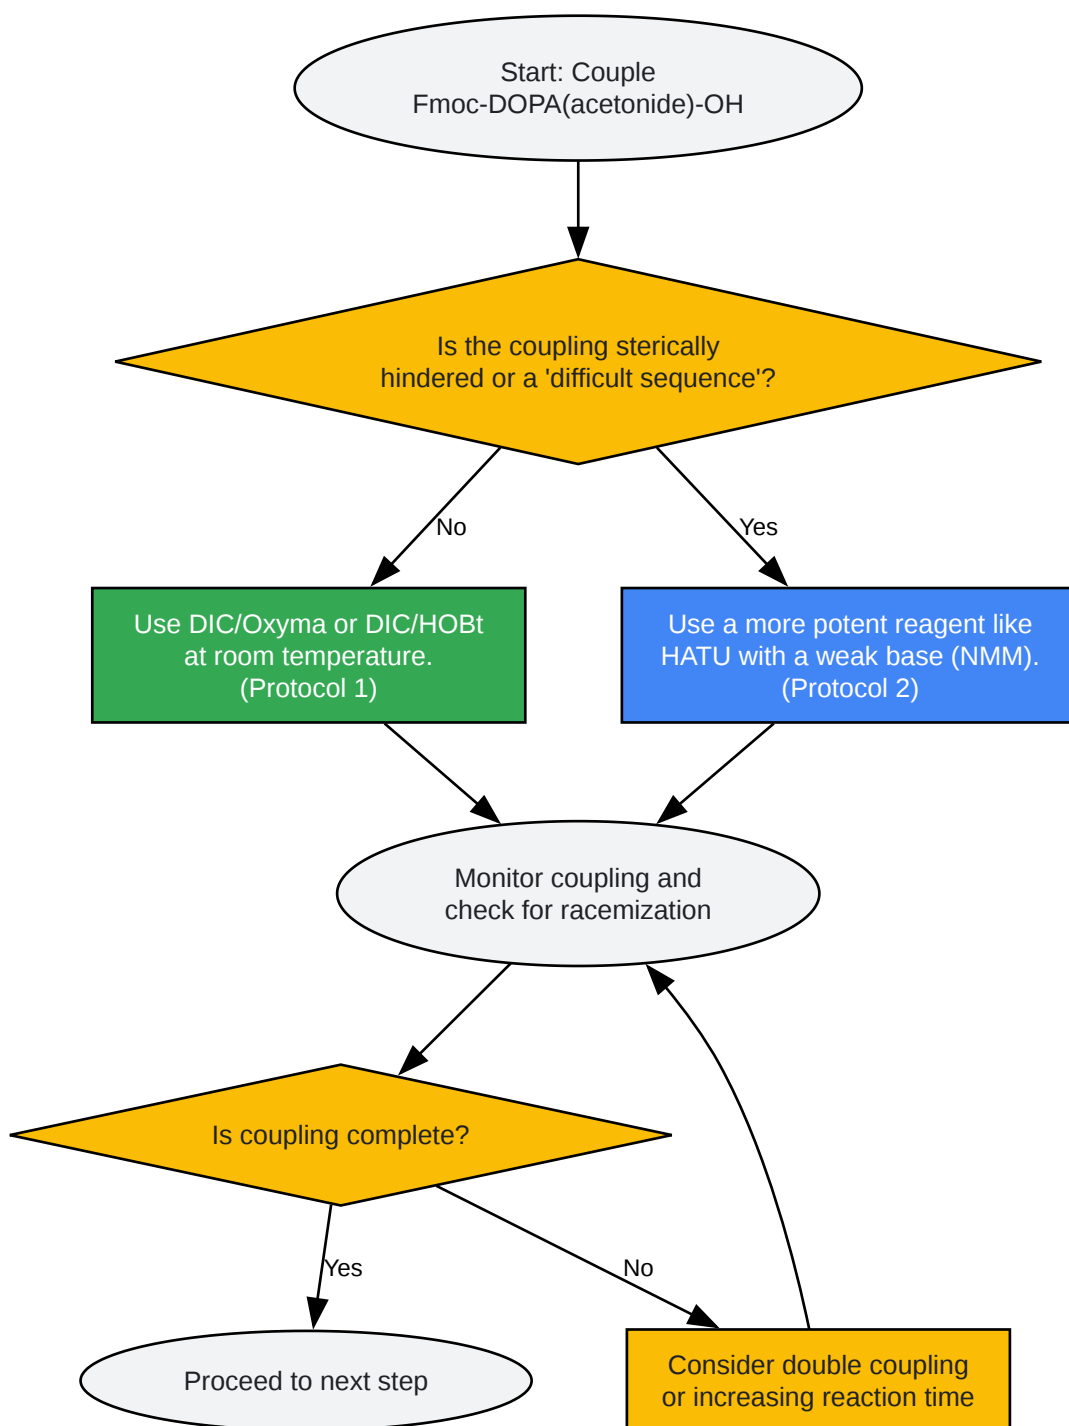 Start: Couple
Fmoc-DOPA(acetonide)-OH
Is the coupling sterically
hindered or a 'difficult sequence'?
No
Yes
Use DIC/Oxyma or DIC/HOBt
at room temperature.
(Protocol 1)
Use a more potent reagent like
HATU with a weak base (NMM).
(Protocol 2)
Monitor coupling and
check for racemization
Is coupling complete?
Yes
No
Proceed to next step
Consider double coupling
or increasing reaction time